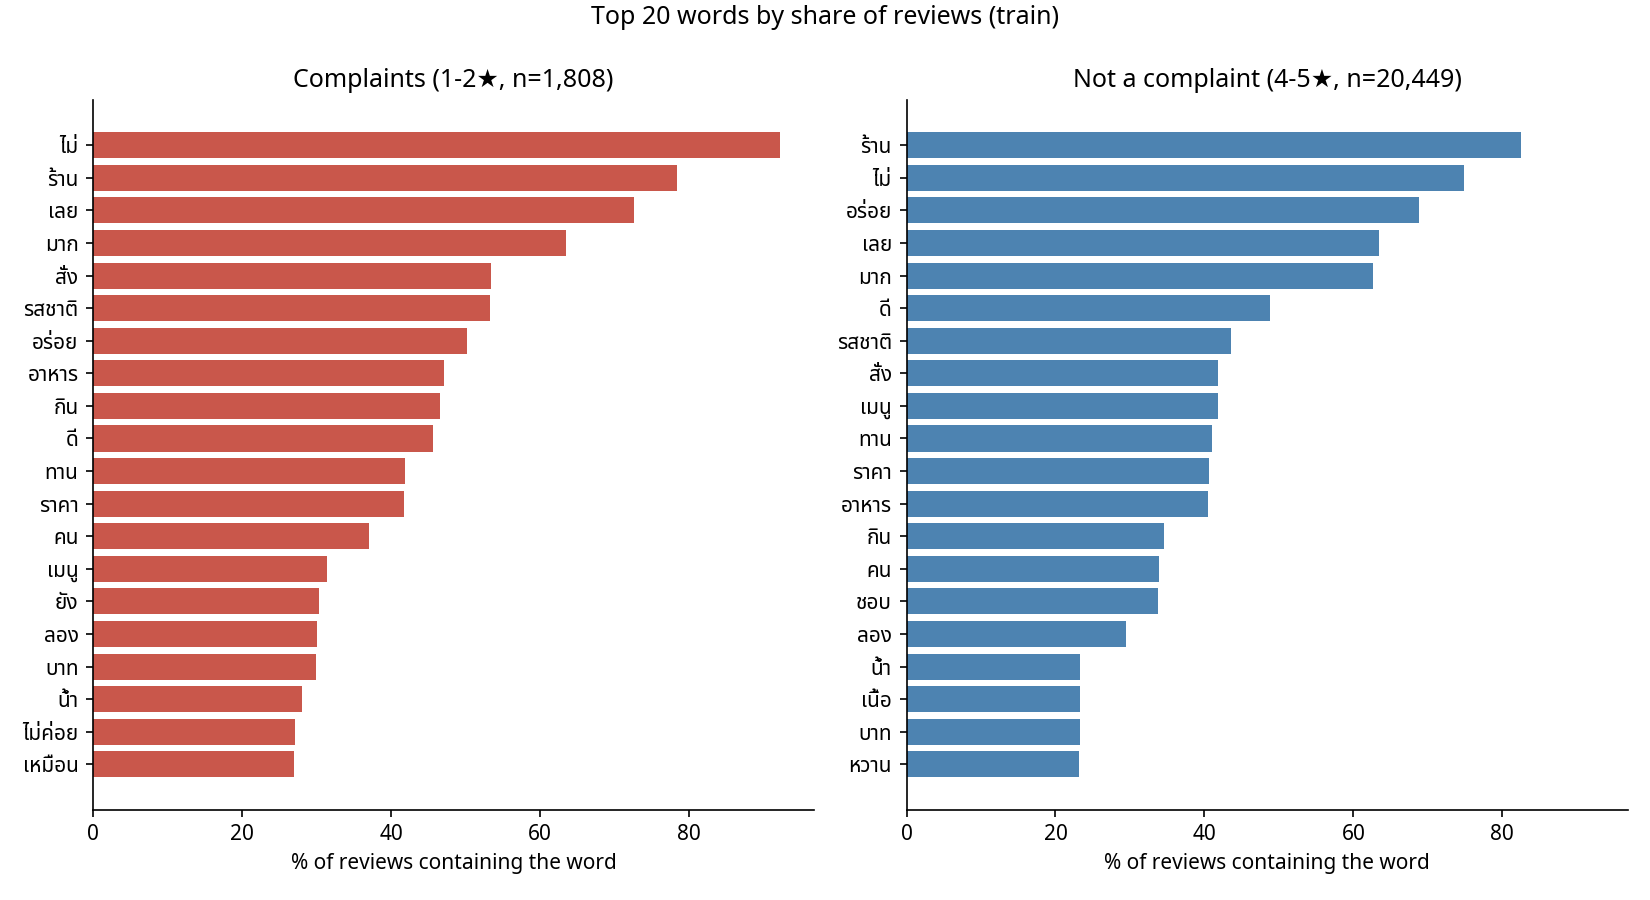 Top 20 words by share of reviews (train)
Complaints (1-2★, n=1,808)
ไม่
ร้าน
เลย
มาก
สั่ง
รสชาติ
อร่อย
อาหาร
กิน
ดี
ทาน
ราคา
คน
เมนู
ยัง
ลอง
บาท
น้ำ
ไม่ค่อย
เหมือน
0 20 40 60 80
% of reviews containing the word
Not a complaint (4-5★, n=20,449)
ร้าน
ไม่
อร่อย
เลย
มาก
ดี
รสชาติ
สั่ง
เมนู
ทาน
ราคา
อาหาร
กิน
คน
ชอบ
ลอง
น้ำ
เนื้อ
บาท
หวาน
0 20 40 60 80
% of reviews containing the word